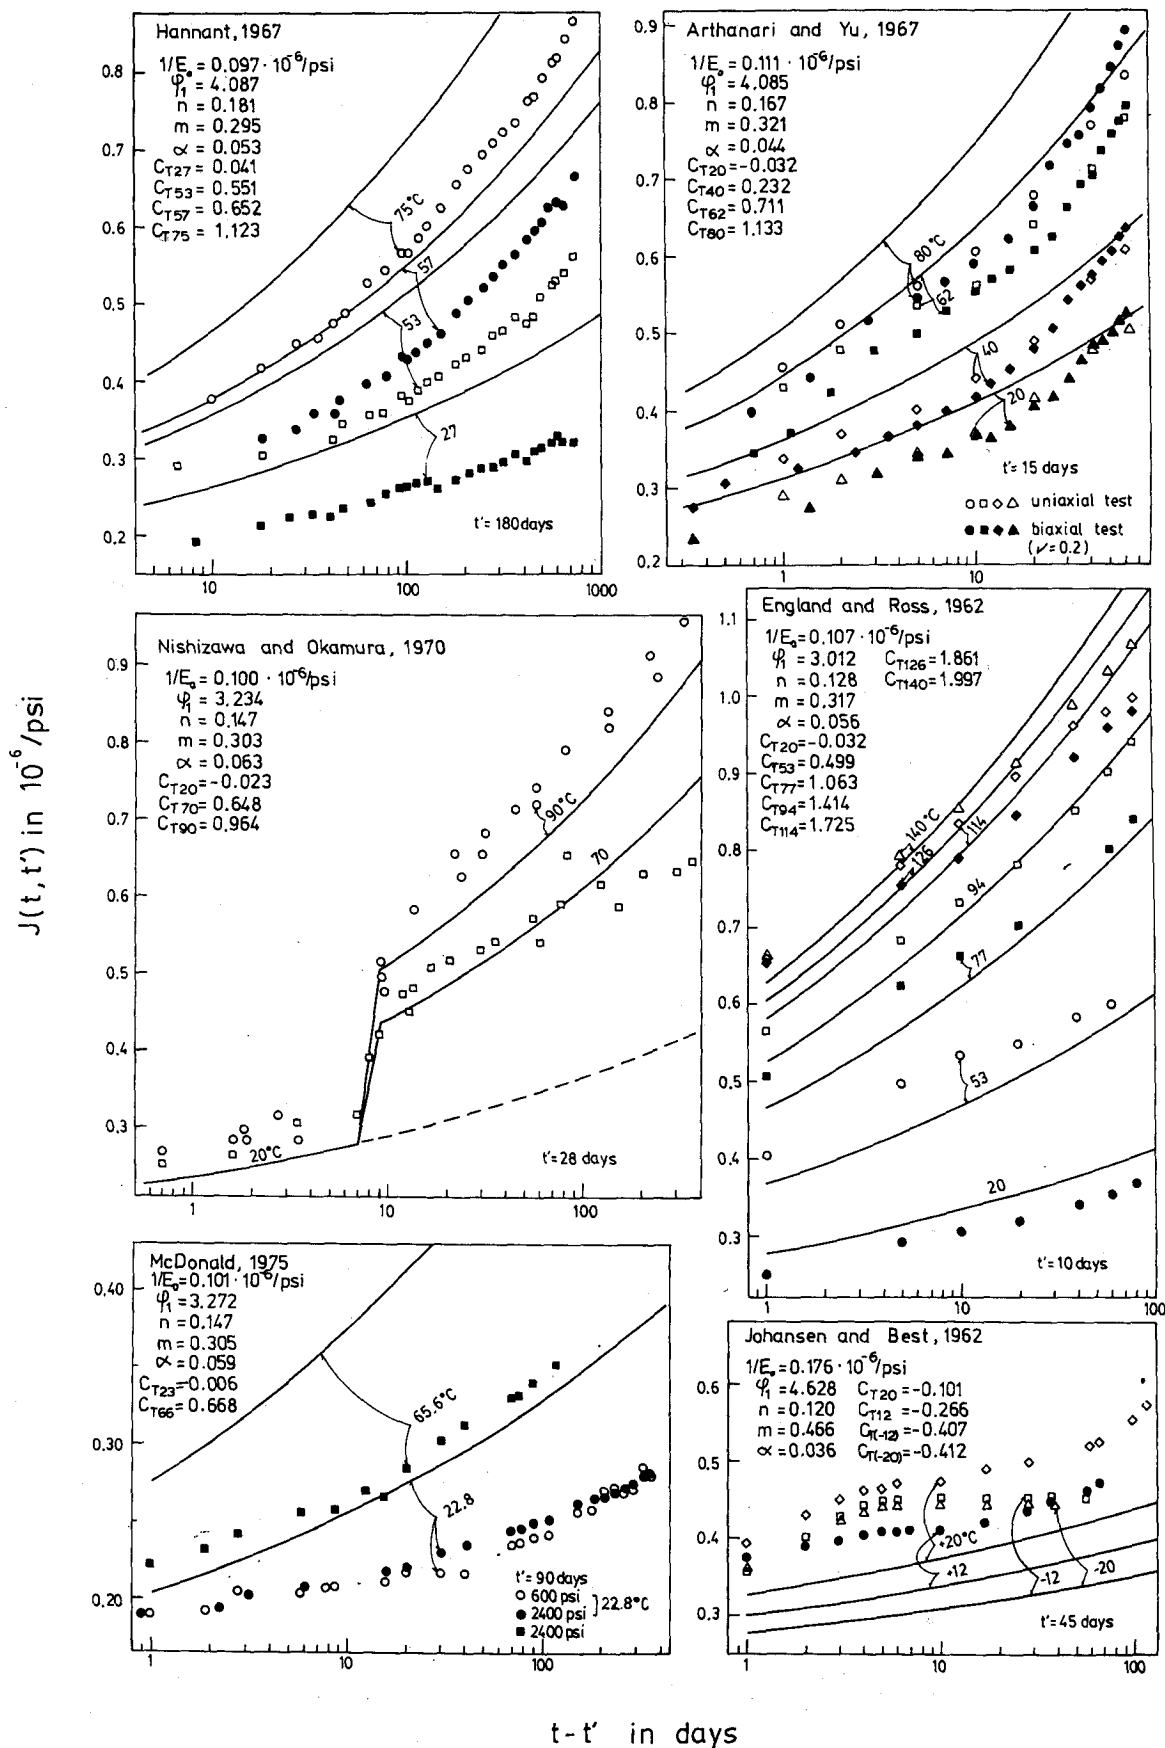 Hannant, 1967
1/E₀ = 0.097 · 10⁻⁶/psi
φ₁ = 4.087
n = 0.181
m = 0.295
α = 0.053
C_T27 = 0.041
C_T53 = 0.551
C_T57 = 0.652
C_T75 = 1.123
75°C
57
53
27
t' = 180 days
0.8
0.7
0.6
0.5
0.4
0.3
0.2
10 100 1000
Arthanari and Yu, 1967
1/E₀ = 0.111 · 10⁻⁶/psi
φ₁ = 4.085
n = 0.167
m = 0.321
α = 0.044
C_T20 = -0.032
C_T40 = 0.232
C_T62 = 0.711
C_T80 = 1.133
80°C
62
40
20
t' = 15 days
○□◇△ uniaxial test
●■◆▲ biaxial test
(ν = 0.2)
0.9
0.8
0.7
0.6
0.5
0.4
0.3
0.2
1 10
Nishizawa and Okamura, 1970
1/E₀ = 0.100 · 10⁻⁶/psi
φ₁ = 3.234
n = 0.147
m = 0.303
α = 0.063
C_T20 = -0.023
C_T70 = 0.648
C_T90 = 0.964
90°C
70
20°C
t' = 28 days
0.9
0.8
0.7
0.6
0.5
0.4
0.3
1 10 100
England and Ross, 1962
1/E₀ = 0.107 · 10⁻⁶/psi
φ₁ = 3.012 C_T126 = 1.861
n = 0.128 C_T140 = 1.997
m = 0.317
α = 0.056
C_T20 = -0.032
C_T53 = 0.499
C_T77 = 1.063
C_T94 = 1.414
C_T114 = 1.725
140°C
126
114
94
77
53
20
t' = 10 days
1.1
1.0
0.9
0.8
0.7
0.6
0.5
0.4
0.3
1 10 100
McDonald, 1975
1/E₀ = 0.101 · 10⁻⁶/psi
φ₁ = 3.272
n = 0.147
m = 0.305
α = 0.059
C_T23 = -0.006
C_T66 = 0.668
65.6°C
22.8
t' = 90 days
○ 600 psi
● 2400 psi ] 22.8°C
■ 2400 psi
0.40
0.30
0.20
1 10 100
Johansen and Best, 1962
1/E₀ = 0.176 · 10⁻⁶/psi
φ₁ = 4.628 C_T20 = -0.101
n = 0.120 C_T12 = -0.266
m = 0.466 C_T(-12) = -0.407
α = 0.036 C_T(-20) = -0.412
+20°C
+12
-12
-20
t' = 45 days
0.6
0.5
0.4
0.3
1 10 100
J(t, t') in 10⁻⁶/psi
t-t' in days